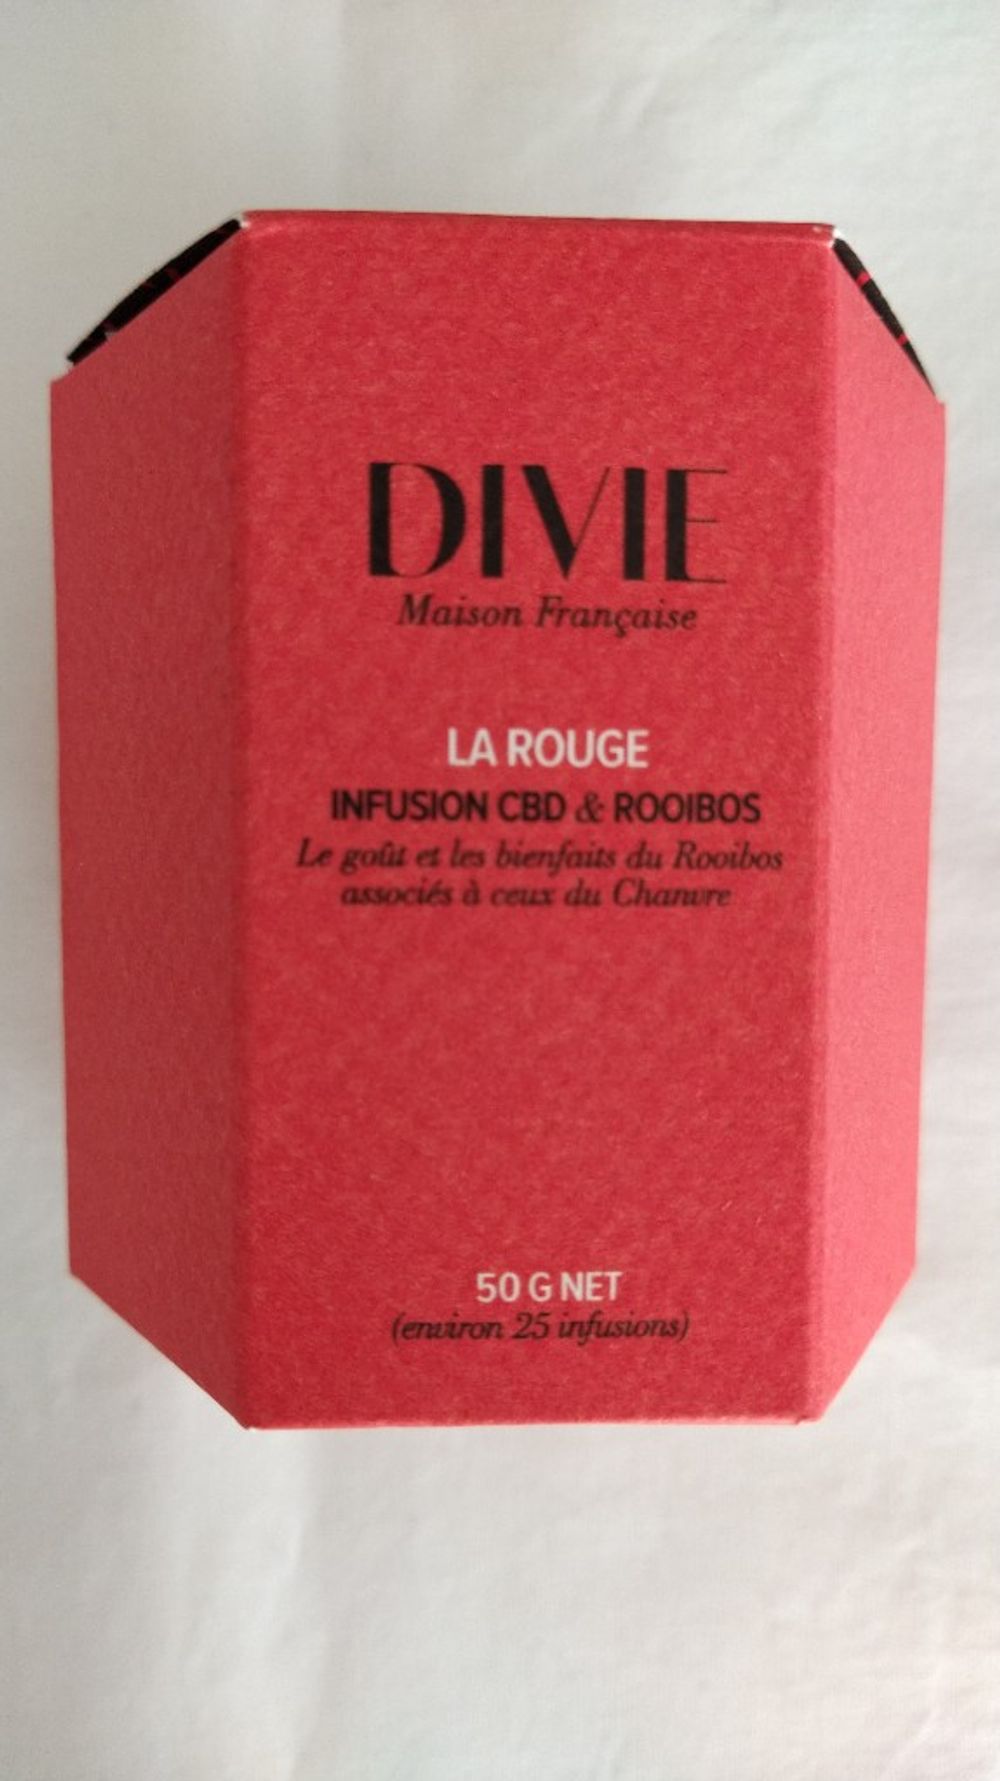 DIVIE
Maison Française
LA ROUGE
INFUSION CBD & ROOIBOS
Le goût et les bienfaits du Rooibos
associés à ceux du Chanvre
50 G NET
(environ 25 infusions)